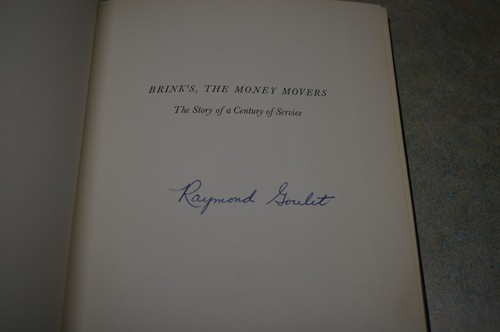 BRINK'S, THE MONEY MOVERS
The Story of a Century of Service
Raymond Goulet